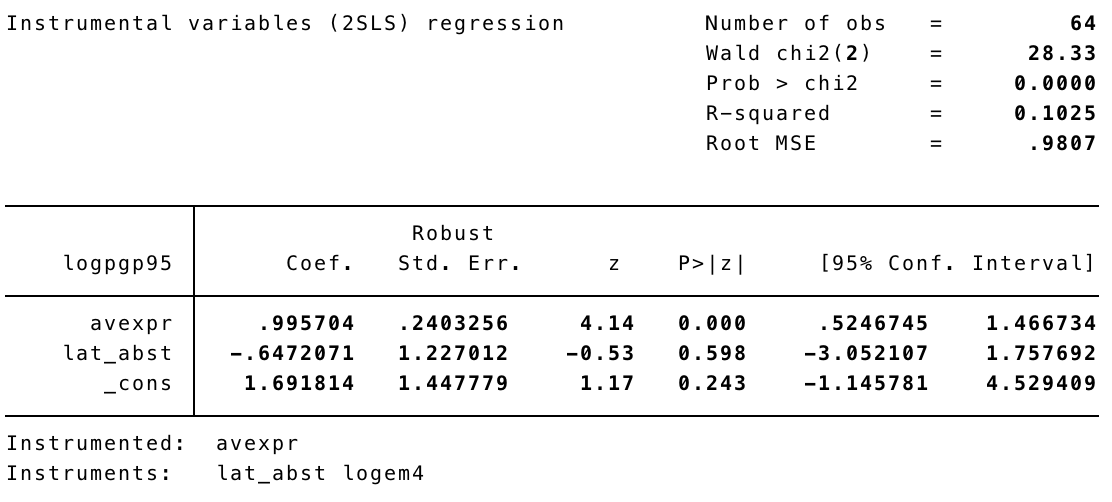 Instrumental variables (2SLS) regression Number of obs = 64
Wald chi2(2) = 28.33
Prob > chi2 = 0.0000
R-squared = 0.1025
Root MSE = .9807
Robust
logpgp95 Coef. Std. Err. z P>|z| [95% Conf. Interval]
avexpr .995704 .2403256 4.14 0.000 .5246745 1.466734
lat_abst -.6472071 1.227012 -0.53 0.598 -3.052107 1.757692
_cons 1.691814 1.447779 1.17 0.243 -1.145781 4.529409
Instrumented: avexpr
Instruments: lat_abst logem4